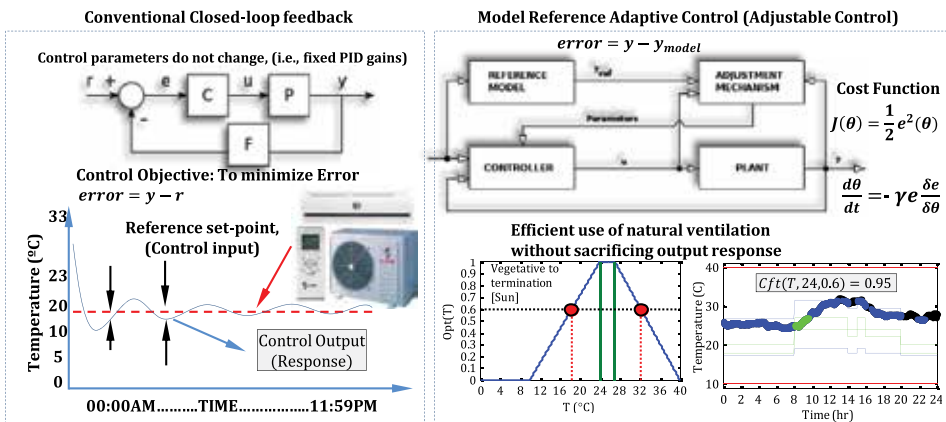 Conventional Closed-loop feedback
Control parameters do not change, (i.e., fixed PID gains)
r + e u y
C P
-
F
Control Objective: To minimize Error
error = y − r
Reference set-point,
(Control input)
Control Output
(Response)
Temperature (ºC)
33
23
20
10
5
0
00:00AM.........TIME..................11:59PM
Model Reference Adaptive Control (Adjustable Control)
error = y − y_model
REFERENCE
MODEL
ADJUSTMENT
MECHANISM
Parameters
CONTROLLER
u
PLANT
Cost Function
J(θ) = 1/2 e²(θ)
dθ/dt = - γe δe/δθ
Efficient use of natural ventilation
without sacrificing output response
Vegetative to
termination
[Sun]
Opt(T)
1
0.9
0.8
0.7
0.6
0.5
0.4
0.3
0.2
0.1
0
0 4 8 12 16 20 24 28 32 36 40
T (°C)
Cft(T, 24,0.6) = 0.95
Temperature (C)
40
30
20
10
0 2 4 6 8 10 12 14 16 18 20 22 24
Time (hr)